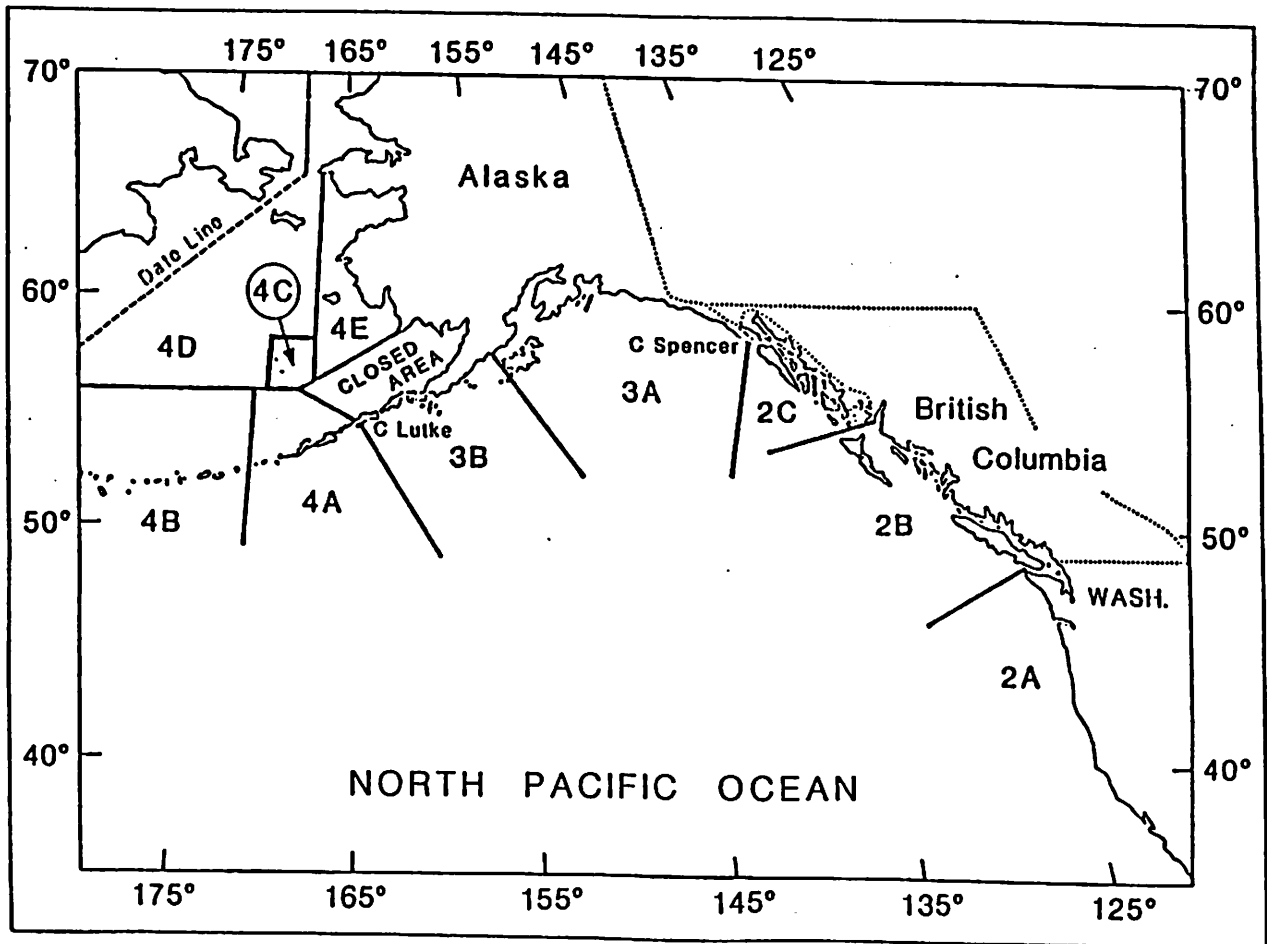 175° 165° 155° 145° 135° 125°
70° 70°
Alaska
Date Line
60° 4C 60°
4D 4E
CLOSED AREA
C Spencer
3A
2C
British
Columbia
C Lutke
3B
4A
4B
50° 2B 50°
WASH.
2A
40° 40°
NORTH PACIFIC OCEAN
175° 165° 155° 145° 135° 125°